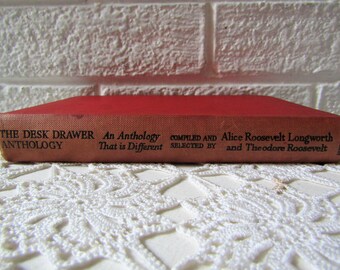 THE DESK DRAWER
ANTHOLOGY
An Anthology
That is Different
COMPILED AND
SELECTED BY
Alice Roosevelt Longworth
and Theodore Roosevelt